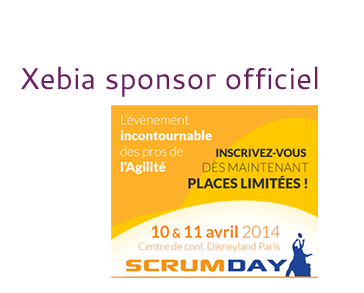 Xebia sponsor officiel
L'évènement
incontournable
des pros de
l'Agilité
INSCRIVEZ-VOUS
DÈS MAINTENANT
PLACES LIMITÉES !
10 & 11 avril 2014
Centre de conf. Disneyland Paris
SCRUMDAY